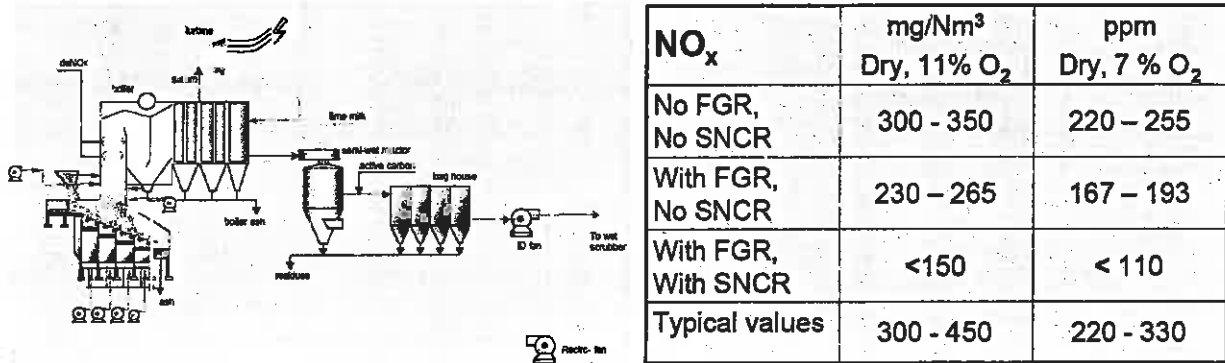 turbine
deNOx
boiler
lime milk
semi-wet reactor
active carbon
bag house
boiler ash
ID fan
To wet
scrubber
residues
ash
Recirc- fan
NOₓ
mg/Nm³
Dry, 11% O₂
ppm
Dry, 7 % O₂
No FGR,
No SNCR
300 - 350
220 – 255
With FGR,
No SNCR
230 – 265
167 – 193
With FGR,
With SNCR
<150
< 110
Typical values
300 - 450
220 - 330